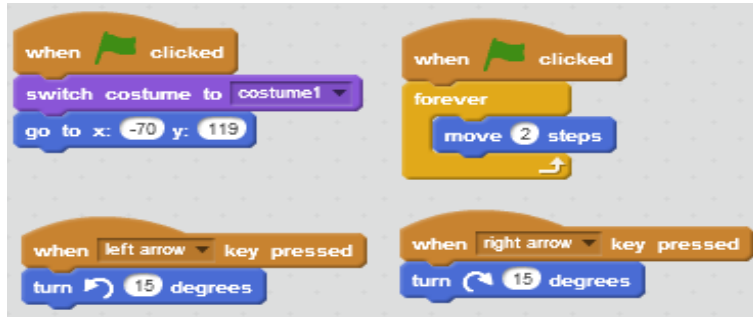 when clicked
switch costume to costume1
go to x: -70 y: 119
when clicked
forever
move 2 steps
when left arrow key pressed
turn 15 degrees
when right arrow key pressed
turn 15 degrees